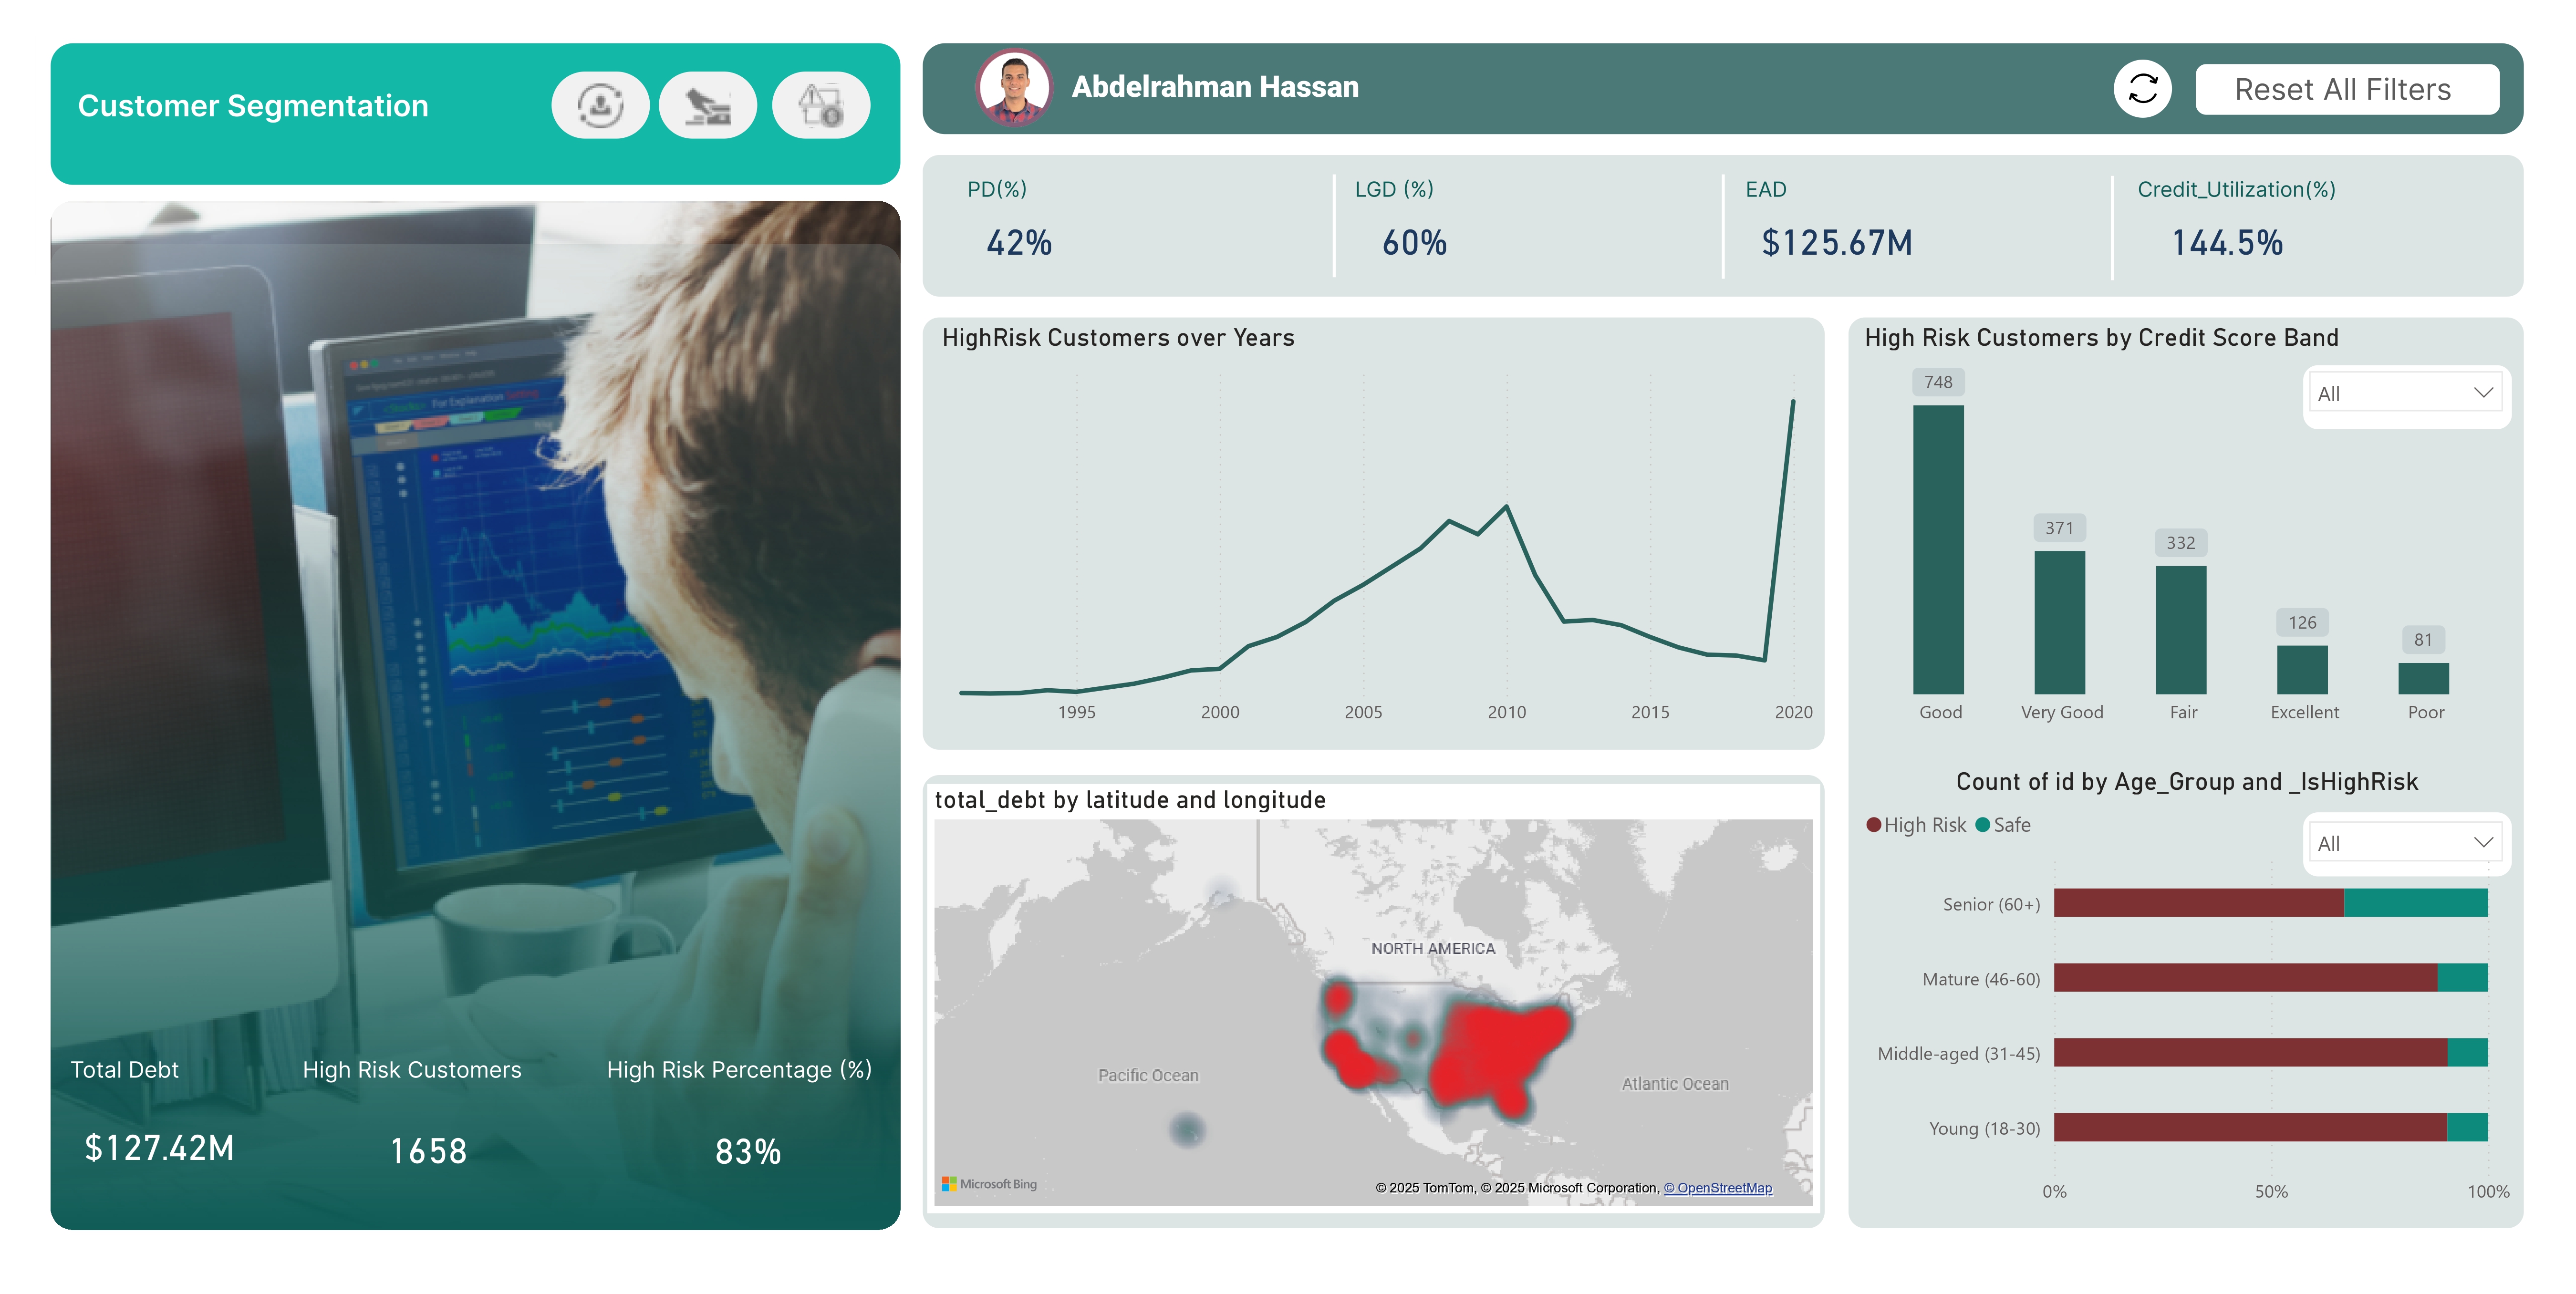 Customer Segmentation
Abdelrahman Hassan
Reset All Filters
PD(%)
42%
LGD (%)
60%
EAD
$125.67M
Credit_Utilization(%)
144.5%
For Explanation
Total Debt
$127.42M
High Risk Customers
1658
High Risk Percentage (%)
83%
HighRisk Customers over Years
1995 2000 2005 2010 2015 2020
High Risk Customers by Credit Score Band
All
748
371
332
126
81
Good Very Good Fair Excellent Poor
total_debt by latitude and longitude
NORTH AMERICA
Pacific Ocean
Atlantic Ocean
Microsoft Bing
© 2025 TomTom, © 2025 Microsoft Corporation, © OpenStreetMap
Count of id by Age_Group and _IsHighRisk
High Risk Safe
All
Senior (60+)
Mature (46-60)
Middle-aged (31-45)
Young (18-30)
0% 50% 100%